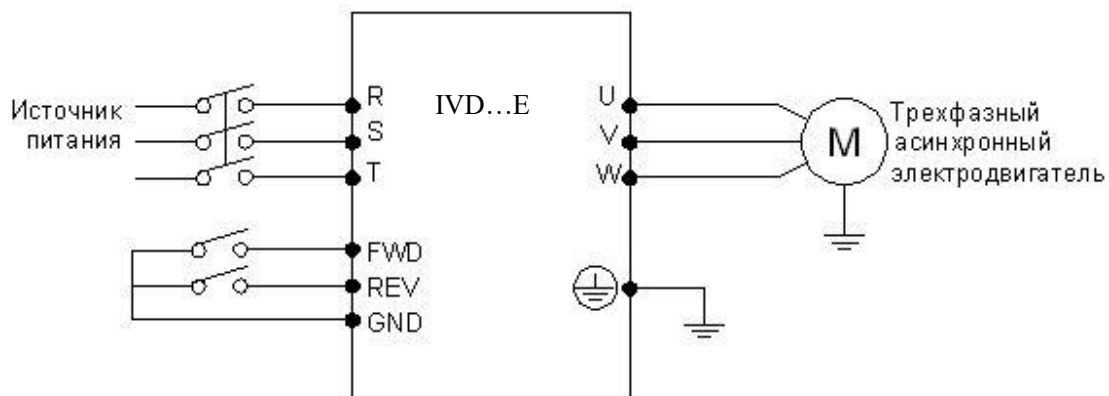 Источник
питания
R
S
T
FWD
REV
GND
IVD...E
U
V
W
M
Трехфазный
асинхронный
электродвигатель